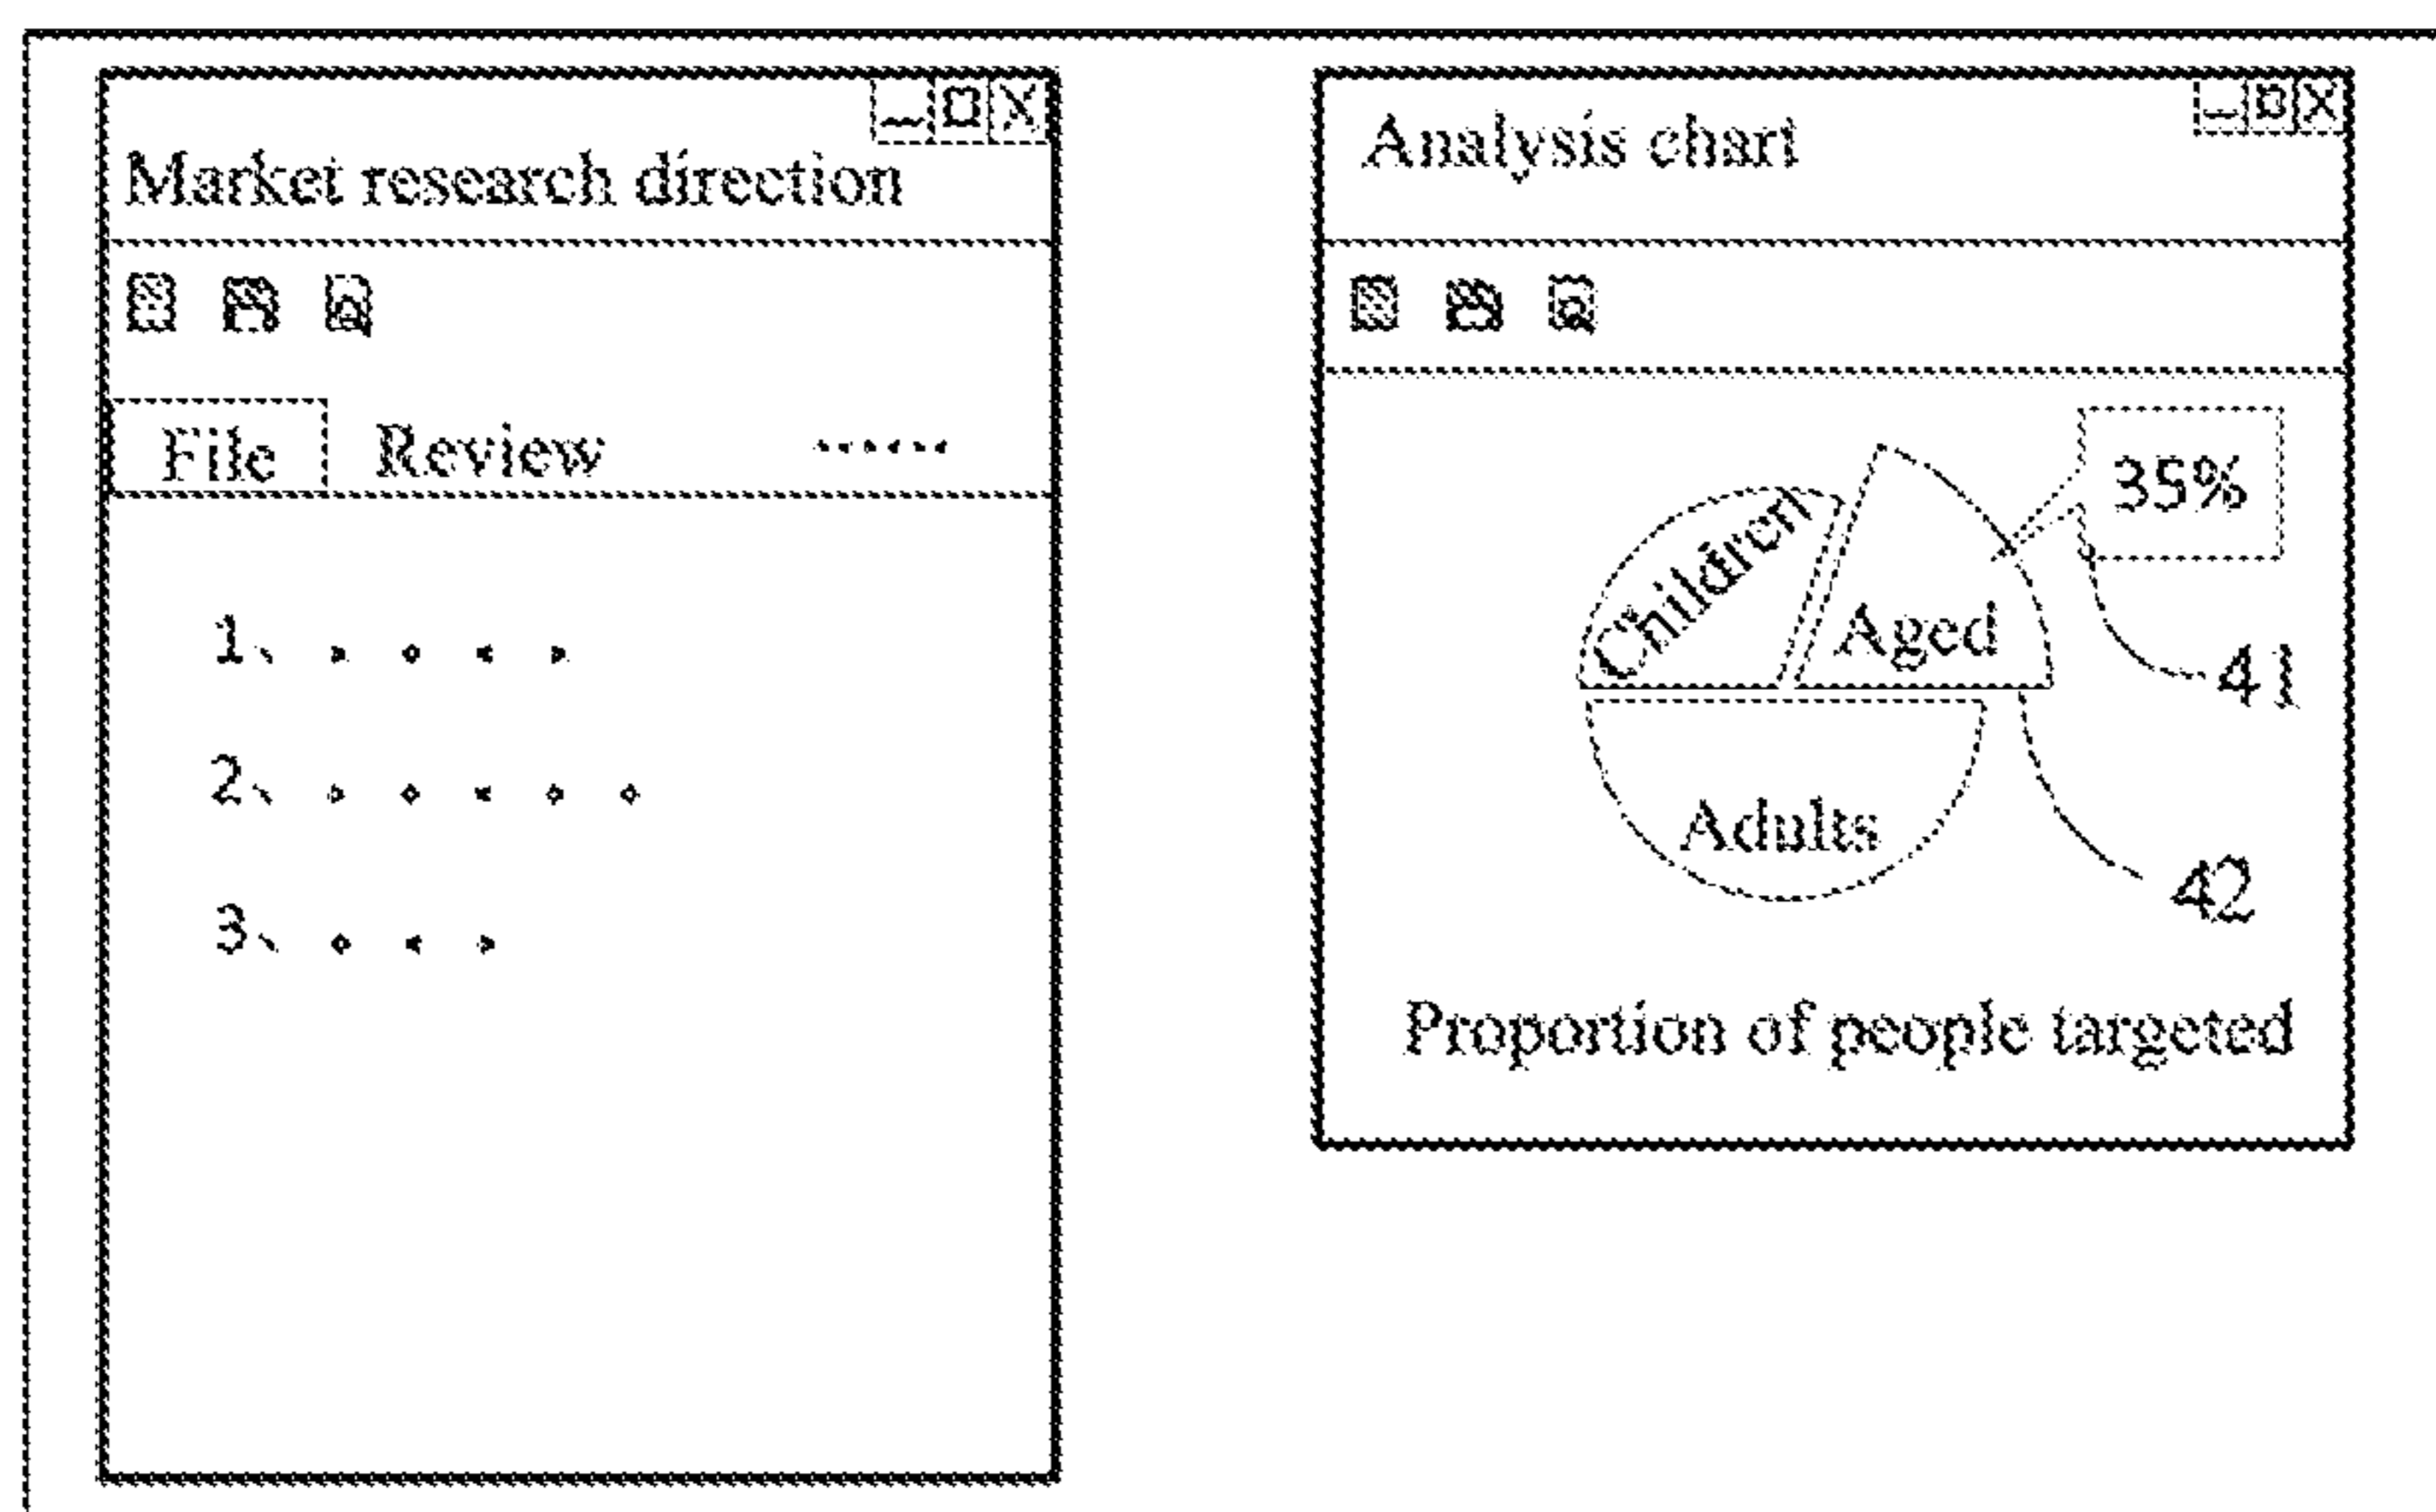 Market research direction
File Review ......
1、....
2、.....
3、...
Analysis chart
35%
Children
Aged
41
Adults
42
Proportion of people targeted